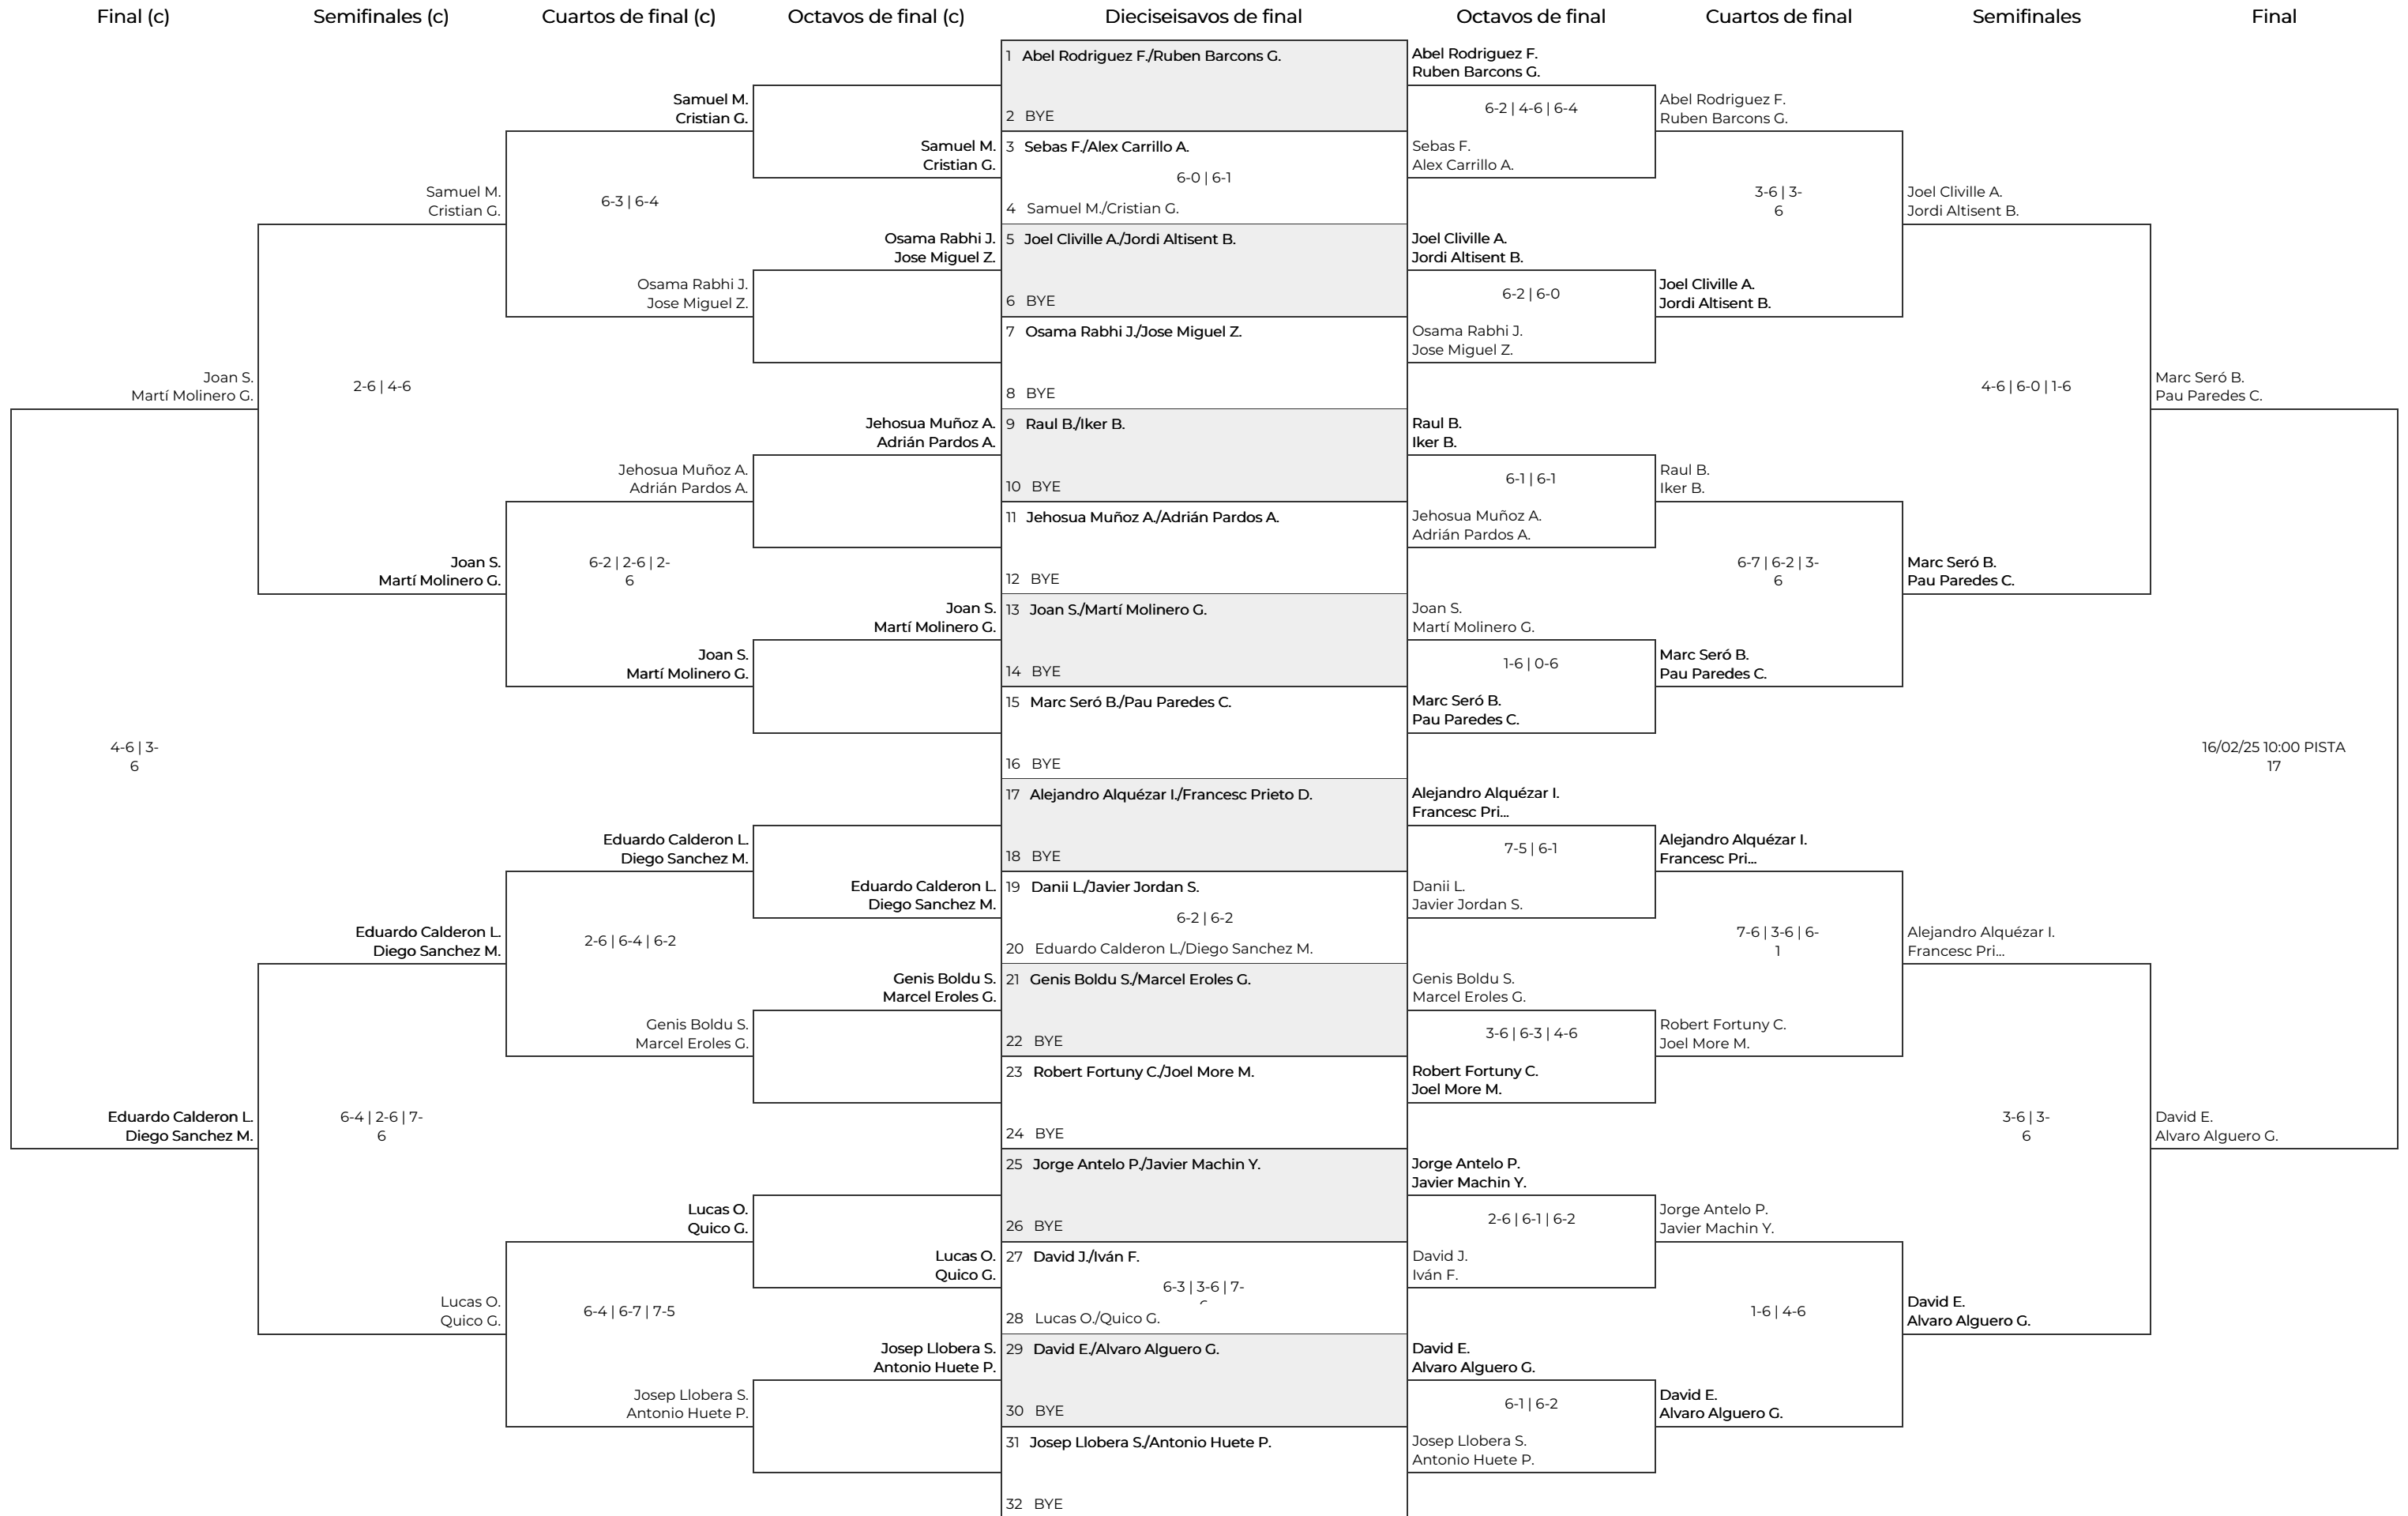 Final (c)
Semifinales (c)
Cuartos de final (c)
Octavos de final (c)
Dieciseisavos de final
Octavos de final
Cuartos de final
Semifinales
Final
Joan S.
Martí Molinero G.
4-6 | 3-
6
Eduardo Calderon L.
Diego Sanchez M.
Samuel M.
Cristian G.
2-6 | 4-6
Joan S.
Martí Molinero G.
Eduardo Calderon L.
Diego Sanchez M.
6-4 | 2-6 | 7-
6
Lucas O.
Quico G.
Samuel M.
Cristian G.
6-3 | 6-4
Osama Rabhi J.
Jose Miguel Z.
Jehosua Muñoz A.
Adrián Pardos A.
6-2 | 2-6 | 2-
6
Joan S.
Martí Molinero G.
Eduardo Calderon L.
Diego Sanchez M.
2-6 | 6-4 | 6-2
Genis Boldu S.
Marcel Eroles G.
Lucas O.
Quico G.
6-4 | 6-7 | 7-5
Josep Llobera S.
Antonio Huete P.
Samuel M.
Cristian G.
Osama Rabhi J.
Jose Miguel Z.
Jehosua Muñoz A.
Adrián Pardos A.
Joan S.
Martí Molinero G.
Eduardo Calderon L.
Diego Sanchez M.
Genis Boldu S.
Marcel Eroles G.
Lucas O.
Quico G.
Josep Llobera S.
Antonio Huete P.
1 Abel Rodriguez F./Ruben Barcons G.
2 BYE
3 Sebas F./Alex Carrillo A.
6-0 | 6-1
4 Samuel M./Cristian G.
5 Joel Cliville A./Jordi Altisent B.
6 BYE
7 Osama Rabhi J./Jose Miguel Z.
8 BYE
9 Raul B./Iker B.
10 BYE
11 Jehosua Muñoz A./Adrián Pardos A.
12 BYE
13 Joan S./Martí Molinero G.
14 BYE
15 Marc Seró B./Pau Paredes C.
16 BYE
17 Alejandro Alquézar I./Francesc Prieto D.
18 BYE
19 Danii L./Javier Jordan S.
6-2 | 6-2
20 Eduardo Calderon L./Diego Sanchez M.
21 Genis Boldu S./Marcel Eroles G.
22 BYE
23 Robert Fortuny C./Joel More M.
24 BYE
25 Jorge Antelo P./Javier Machin Y.
26 BYE
27 David J./Iván F.
6-3 | 3-6 | 7-
28 Lucas O./Quico G.
29 David E./Alvaro Alguero G.
30 BYE
31 Josep Llobera S./Antonio Huete P.
32 BYE
Abel Rodriguez F.
Ruben Barcons G.
6-2 | 4-6 | 6-4
Sebas F.
Alex Carrillo A.
Joel Cliville A.
Jordi Altisent B.
6-2 | 6-0
Osama Rabhi J.
Jose Miguel Z.
Raul B.
Iker B.
6-1 | 6-1
Jehosua Muñoz A.
Adrián Pardos A.
Joan S.
Martí Molinero G.
1-6 | 0-6
Marc Seró B.
Pau Paredes C.
Alejandro Alquézar I.
Francesc Pri...
7-5 | 6-1
Danii L.
Javier Jordan S.
Genis Boldu S.
Marcel Eroles G.
3-6 | 6-3 | 4-6
Robert Fortuny C.
Joel More M.
Jorge Antelo P.
Javier Machin Y.
2-6 | 6-1 | 6-2
David J.
Iván F.
David E.
Alvaro Alguero G.
6-1 | 6-2
Josep Llobera S.
Antonio Huete P.
Abel Rodriguez F.
Ruben Barcons G.
3-6 | 3-
6
Joel Cliville A.
Jordi Altisent B.
Raul B.
Iker B.
6-7 | 6-2 | 3-
6
Marc Seró B.
Pau Paredes C.
Alejandro Alquézar I.
Francesc Pri...
7-6 | 3-6 | 6-
1
Robert Fortuny C.
Joel More M.
Jorge Antelo P.
Javier Machin Y.
1-6 | 4-6
David E.
Alvaro Alguero G.
Joel Cliville A.
Jordi Altisent B.
4-6 | 6-0 | 1-6
Marc Seró B.
Pau Paredes C.
Alejandro Alquézar I.
Francesc Pri...
3-6 | 3-
6
David E.
Alvaro Alguero G.
Marc Seró B.
Pau Paredes C.
16/02/25 10:00 PISTA
17
David E.
Alvaro Alguero G.